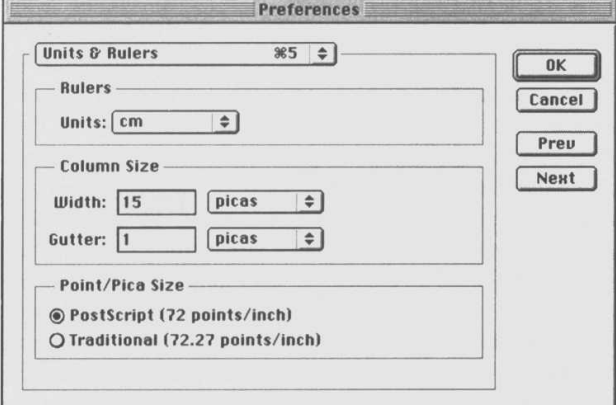 Preferences
Units & Rulers ⌘5
Rulers
Units: cm
Column Size
Width: 15 picas
Gutter: 1 picas
Point/Pica Size
PostScript (72 points/inch)
Traditional (72.27 points/inch)
OK
Cancel
Prev
Next